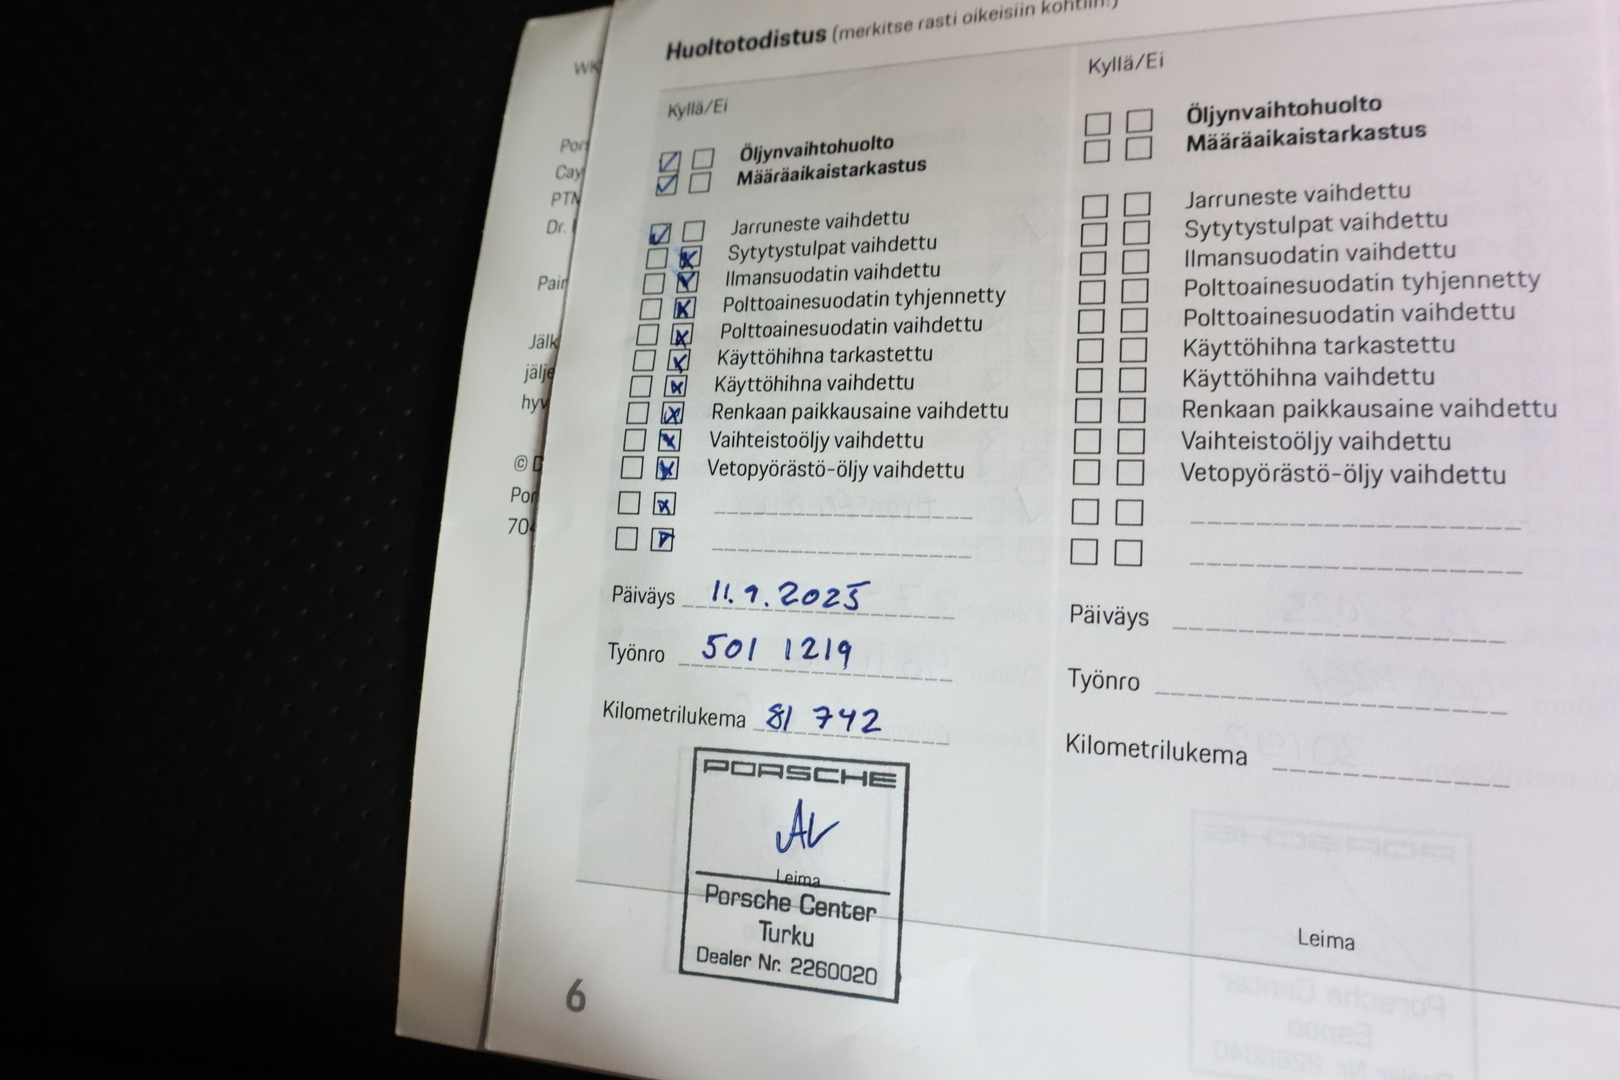 Huoltotodistus (merkitse rasti oikeisiin kohtiin!)
Kyllä/Ei
Öljynvaihtohuolto
Määräaikaistarkastus
Jarruneste vaihdettu
Sytytystulpat vaihdettu
Ilmansuodatin vaihdettu
Polttoainesuodatin tyhjennetty
Polttoainesuodatin vaihdettu
Käyttöhihna tarkastettu
Käyttöhihna vaihdettu
Renkaan paikkausaine vaihdettu
Vaihteistoöljy vaihdettu
Vetopyörästö-öljy vaihdettu
Päiväys 11.9.2025
Työnro 501 1219
Kilometrilukema 81 742
PORSCHE
Leima
Porsche Center
Turku
Dealer Nr. 2260020
6
Kyllä/Ei
Öljynvaihtohuolto
Määräaikaistarkastus
Jarruneste vaihdettu
Sytytystulpat vaihdettu
Ilmansuodatin vaihdettu
Polttoainesuodatin tyhjennetty
Polttoainesuodatin vaihdettu
Käyttöhihna tarkastettu
Käyttöhihna vaihdettu
Renkaan paikkausaine vaihdettu
Vaihteistoöljy vaihdettu
Vetopyörästö-öljy vaihdettu
Päiväys
Työnro
Kilometrilukema
Leima